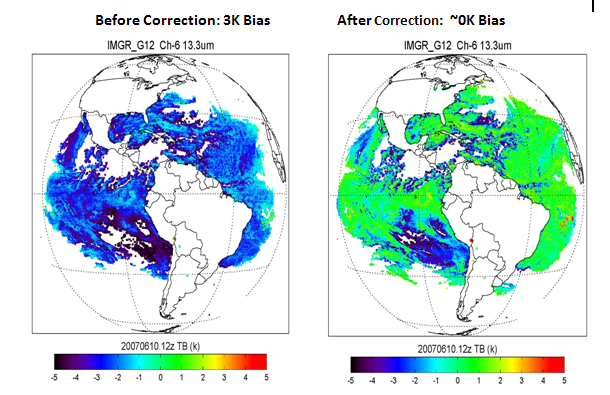 Before Correction: 3K Bias
IMGR_G12 Ch-6 13.3um
20070610.12z TB (k)
-5 -4 -3 -2 -1 0 1 2 3 4 5
After Correction: ~0K Bias
IMGR_G12 Ch-6 13.3um
20070610.12z TB (k)
-5 -4 -3 -2 -1 0 1 2 3 4 5